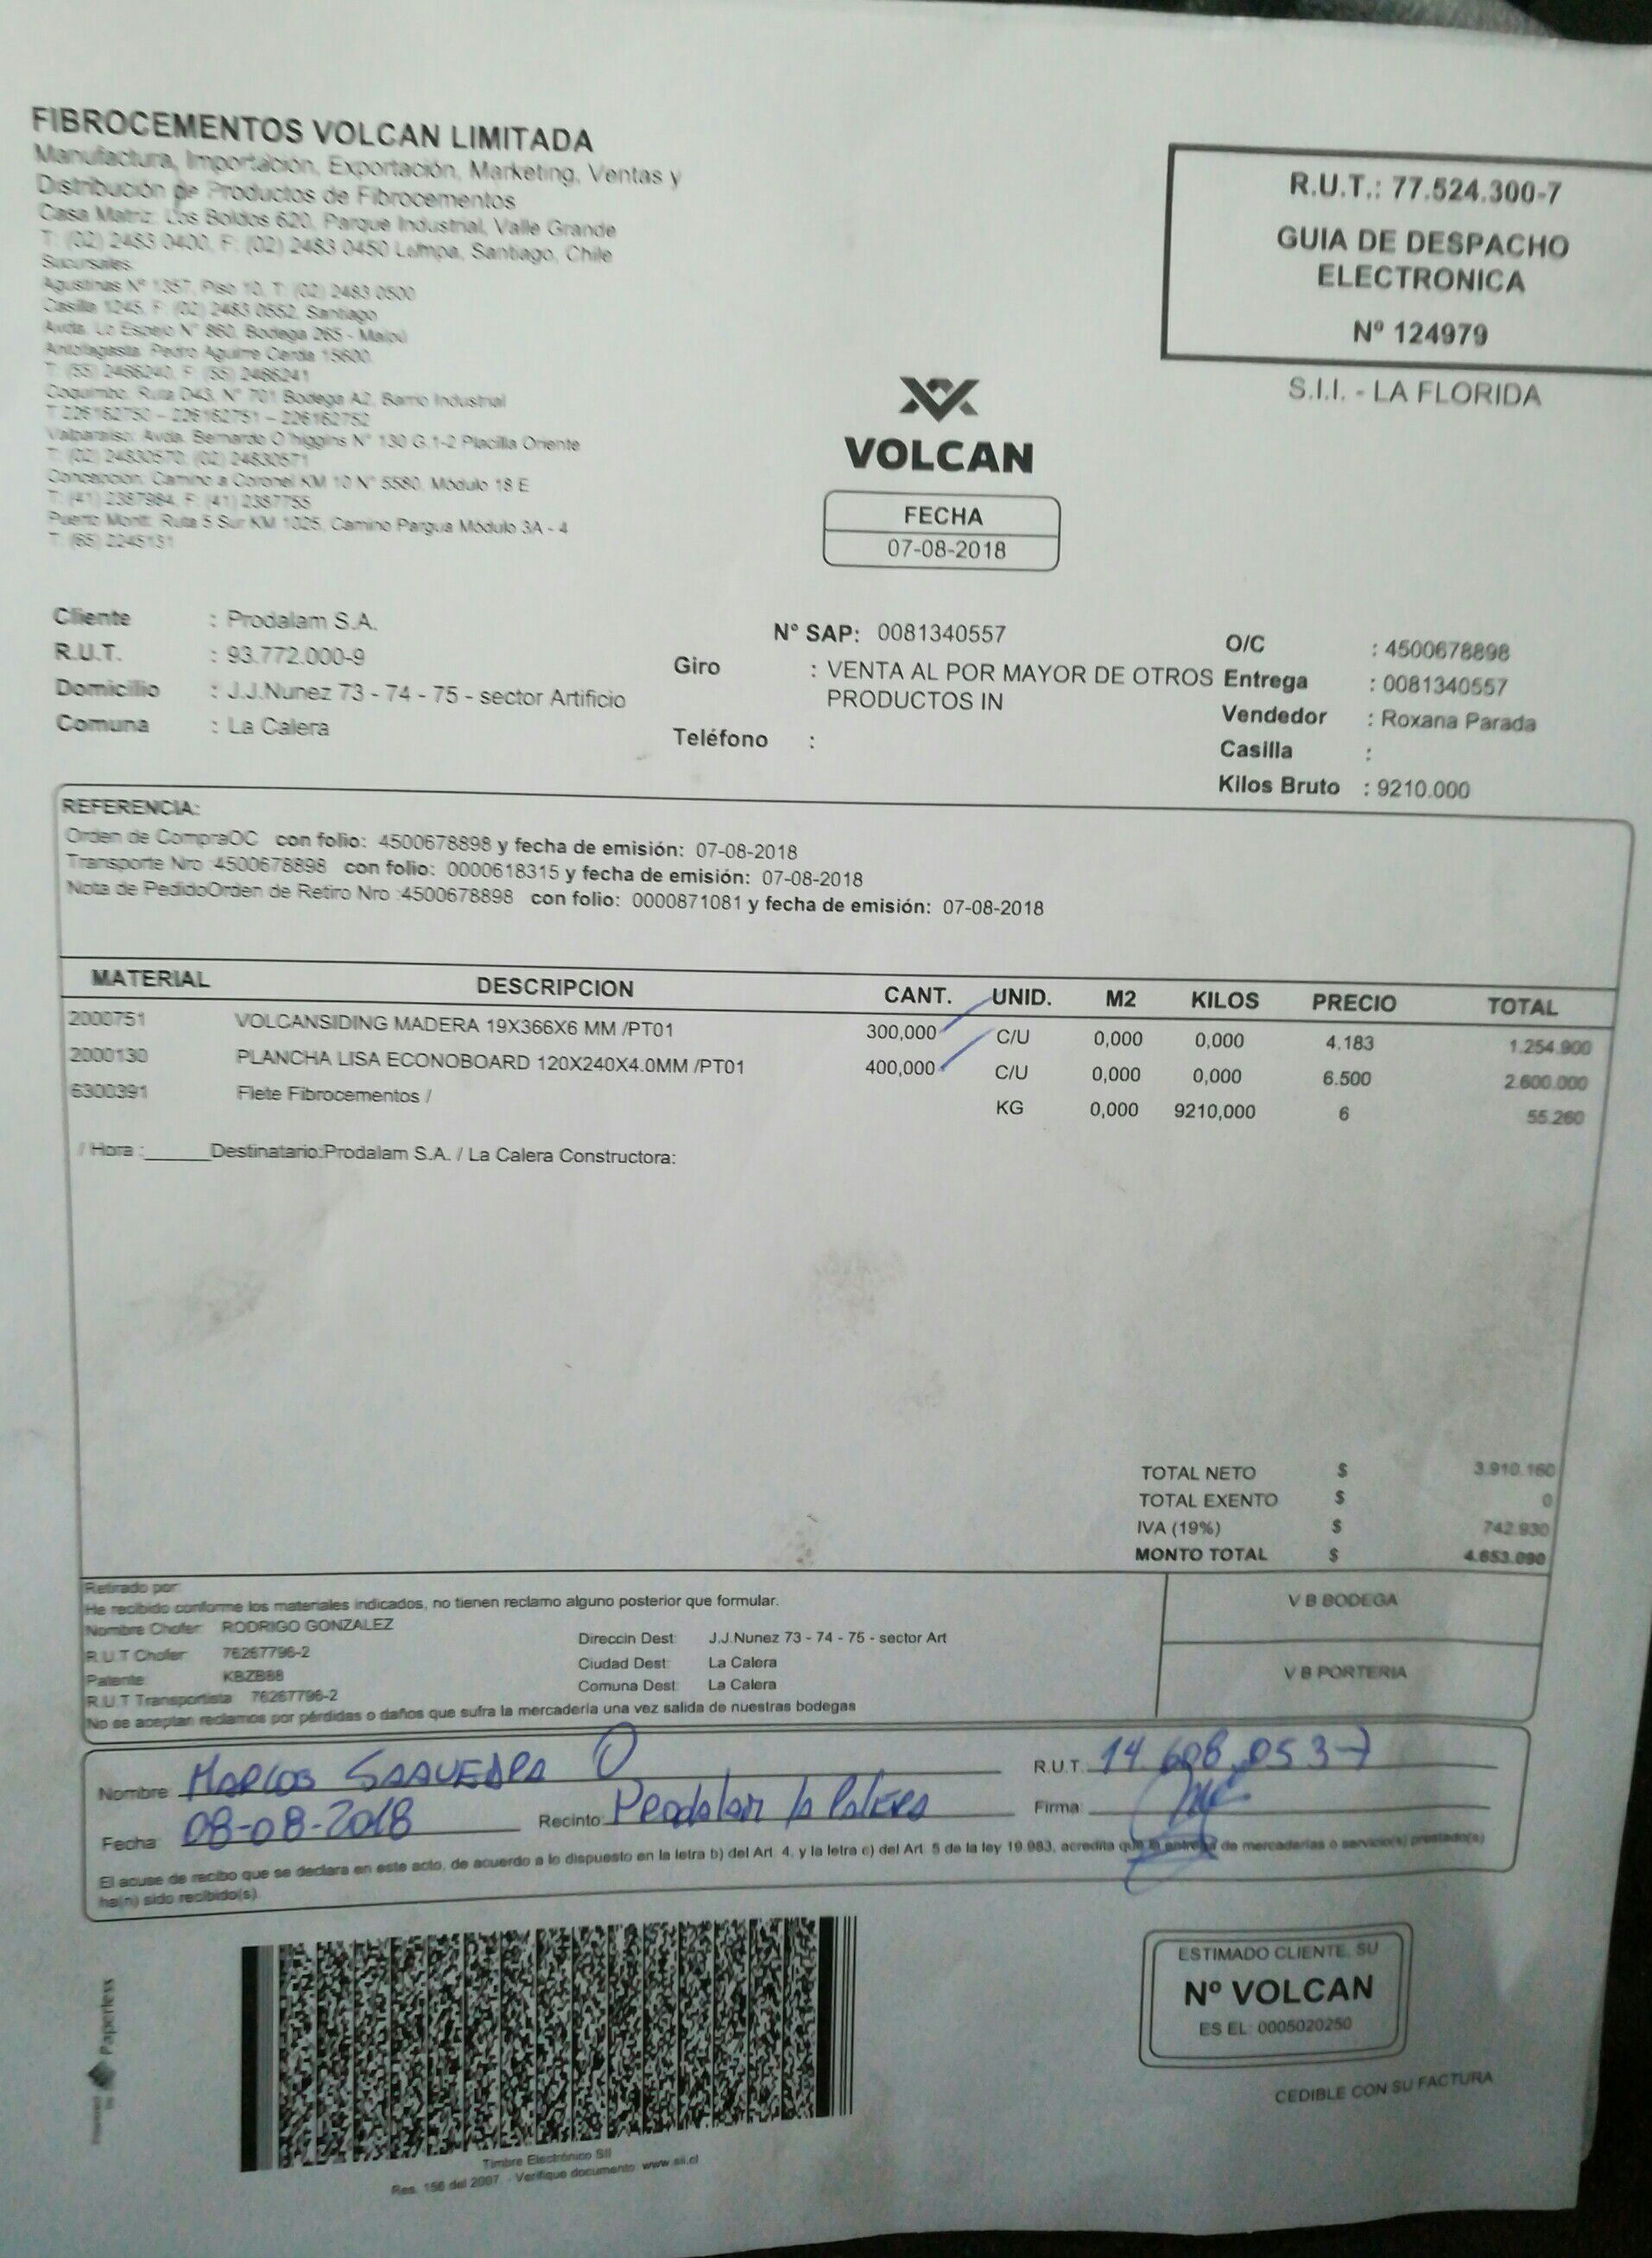 FIBROCEMENTOS VOLCAN LIMITADA
Manufactura, Importación, Exportación, Marketing, Ventas y
Distribución de Productos de Fibrocementos
Casa Matriz: Los Boldos 620, Parque Industrial, Valle Grande
T: (02) 2483 0400, F: (02) 2483 0450 Lampa, Santiago, Chile
Sucursales:
Agustinas Nº 1357, Piso 10, T: (02) 2483 0500
Casilla 1245, F: (02) 2483 0552, Santiago
Avda. Lo Espejo N° 860, Bodega 265 - Maipú
Antofagasta: Pedro Aguirre Cerda 15600
T: (55) 2466240, F: (55) 2466241
Coquimbo: Ruta D43, N° 701 Bodega A2, Barrio Industrial
T 226162750 – 226162751 – 226162752
Valparaíso: Avda. Bernardo O'higgins N° 130 G.1-2 Placilla Oriente
T: (02) 24830570, (02) 24830571
Concepción: Camino a Coronel KM 10 N° 5580, Módulo 18 E
T: (41) 2387984, F: (41) 2387755
Puerto Montt: Ruta 5 Sur KM 1025, Camino Pargua Módulo 3A - 4
T: (65) 2245131
R.U.T.: 77.524.300-7
GUIA DE DESPACHO
ELECTRONICA
Nº 124979
S.I.I. - LA FLORIDA
VOLCAN
FECHA
07-08-2018
Cliente : Prodalam S.A.
R.U.T. : 93.772.000-9
Domicilio : J.J.Nunez 73 - 74 - 75 - sector Artificio
Comuna : La Calera
N° SAP: 0081340557
Giro : VENTA AL POR MAYOR DE OTROS
PRODUCTOS IN
Teléfono :
O/C : 4500678898
Entrega : 0081340557
Vendedor : Roxana Parada
Casilla :
Kilos Bruto : 9210.000
REFERENCIA:
Orden de CompraOC con folio: 4500678898 y fecha de emisión: 07-08-2018
Transporte Nro :4500678898 con folio: 0000618315 y fecha de emisión: 07-08-2018
Nota de PedidoOrden de Retiro Nro :4500678898 con folio: 0000871081 y fecha de emisión: 07-08-2018
MATERIAL DESCRIPCION CANT. UNID. M2 KILOS PRECIO TOTAL
2000751 VOLCANSIDING MADERA 19X366X6 MM /PT01 300,000 C/U 0,000 0,000 4.183 1.254.900
2000130 PLANCHA LISA ECONOBOARD 120X240X4.0MM /PT01 400,000 C/U 0,000 0,000 6.500 2.600.000
6300391 Flete Fibrocementos / KG 0,000 9210,000 6 55.260
/ Hora :______Destinatario:Prodalam S.A. / La Calera Constructora:
TOTAL NETO $ 3.910.160
TOTAL EXENTO $ 0
IVA (19%) $ 742.930
MONTO TOTAL $ 4.653.090
Retirado por:
He recibido conforme los materiales indicados, no tienen reclamo alguno posterior que formular.
Nombre Chofer: RODRIGO GONZALEZ
R.U.T Chofer: 76267796-2
Patente: KBZB88
R.U.T Transportista 76267796-2
Direccin Dest: J.J.Nunez 73 - 74 - 75 - sector Art
Ciudad Dest: La Calera
Comuna Dest: La Calera
No se aceptan reclamos por pérdidas o daños que sufra la mercadería una vez salida de nuestras bodegas
V B BODEGA
V B PORTERIA
Nombre: MARCOS SAAVEDRA O R.U.T. 14.608.053-7
Fecha: 08-08-2018 Recinto: Prodalam la Calera Firma:
El acuse de recibo que se declara en este acto, de acuerdo a lo dispuesto en la letra b) del Art. 4, y la letra c) del Art. 5 de la ley 19.983, acredita que la entrega de mercaderías o servicio(s) prestado(s)
ha(n) sido recibido(s).
Powered by Paperless
Timbre Electrónico SII
Res. 156 del 2007 - Verifique documento: www.sii.cl
ESTIMADO CLIENTE, SU
Nº VOLCAN
ES EL: 0005020250
CEDIBLE CON SU FACTURA